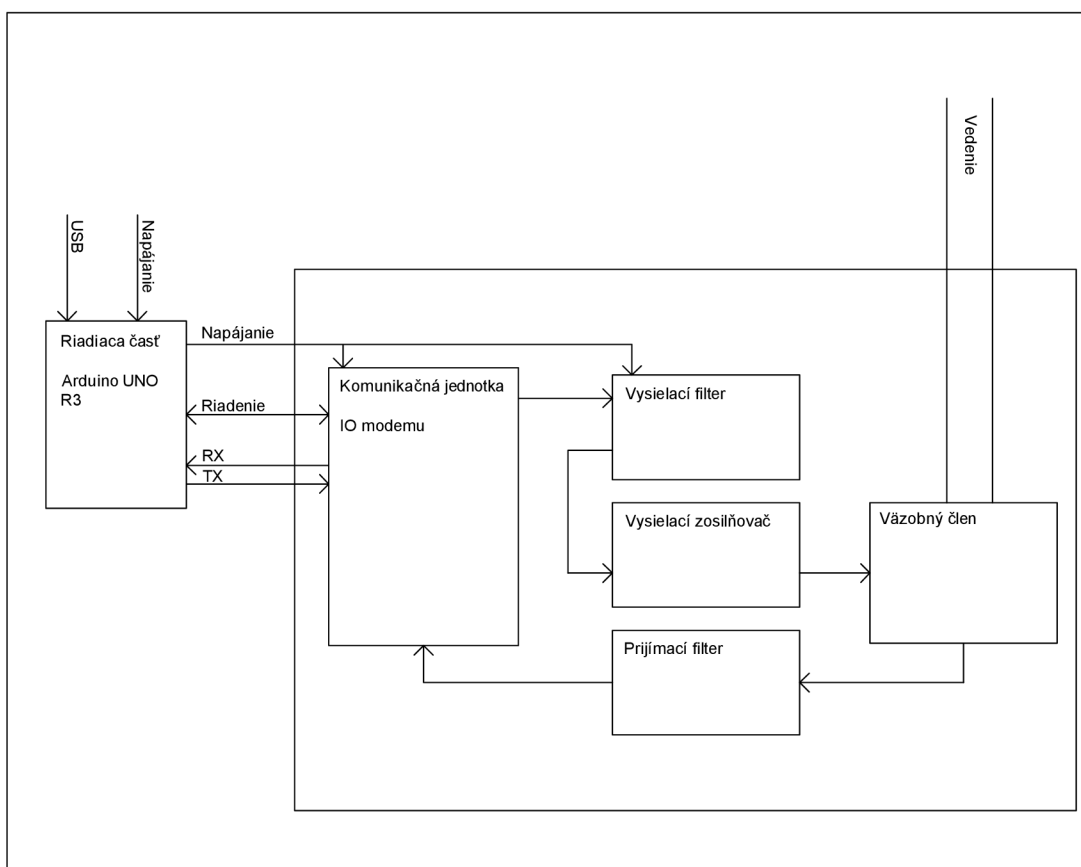 Vedenie
USB
Napájanie
Riadiaca časť
Arduino UNO
R3
Napájanie
Riadenie
RX
TX
Komunikačná jednotka
IO modemu
Vysielací filter
Vysielací zosilňovač
Väzobný člen
Prijímací filter